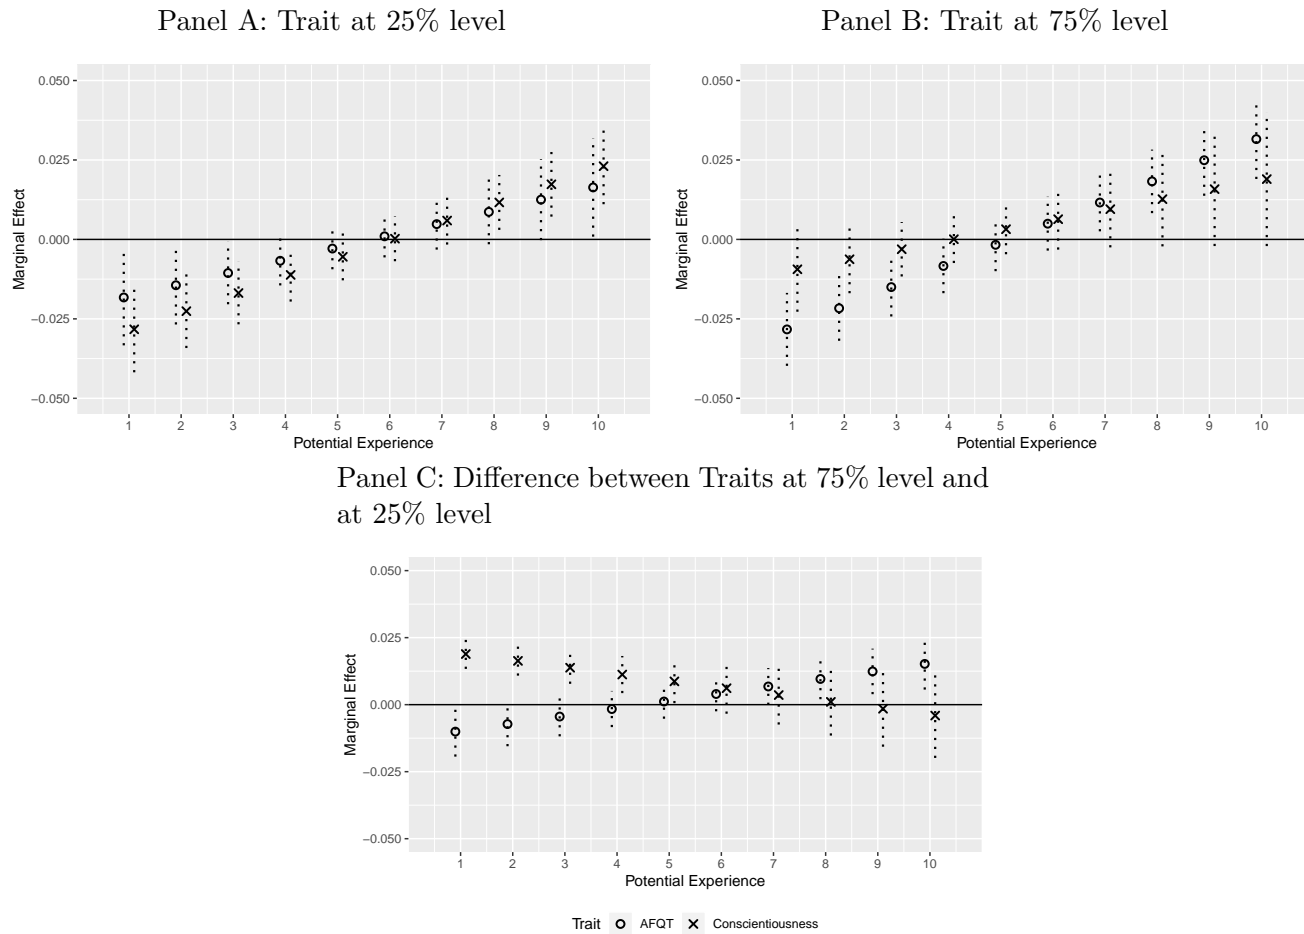 Panel A: Trait at 25% level
0.050
0.025
0.000
−0.025
−0.050
Marginal Effect
1 2 3 4 5 6 7 8 9 10
Potential Experience
Panel B: Trait at 75% level
0.050
0.025
0.000
−0.025
−0.050
Marginal Effect
1 2 3 4 5 6 7 8 9 10
Potential Experience
Panel C: Difference between Traits at 75% level and
at 25% level
0.050
0.025
0.000
−0.025
−0.050
Marginal Effect
1 2 3 4 5 6 7 8 9 10
Potential Experience
Trait AFQT Conscientiousness